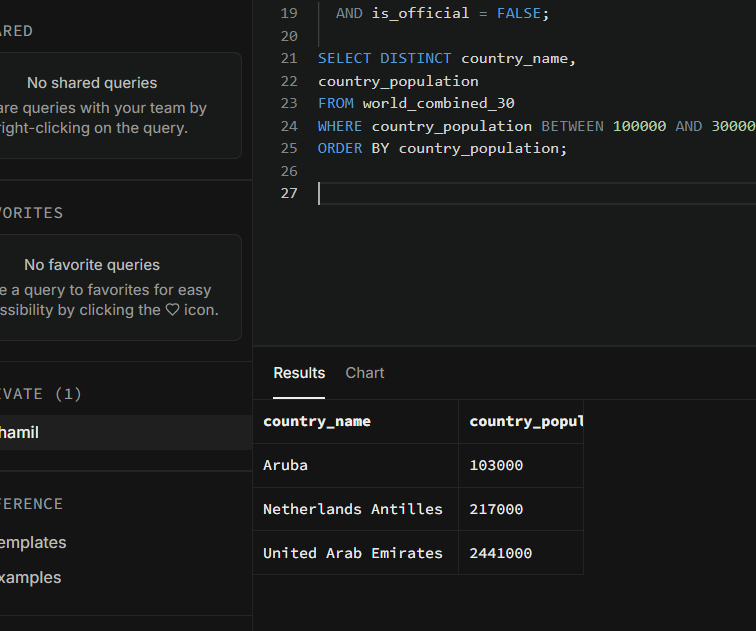 ARED
No shared queries
are queries with your team by
right-clicking on the query.
VORITES
No favorite queries
e a query to favorites for easy
ssibility by clicking the ♡ icon.
VATE (1)
hamil
FERENCE
emplates
xamples
19 AND is_official = FALSE;
20
21 SELECT DISTINCT country_name,
22 country_population
23 FROM world_combined_30
24 WHERE country_population BETWEEN 100000 AND 30000
25 ORDER BY country_population;
26
27
Results Chart
country_name country_popul
Aruba 103000
Netherlands Antilles 217000
United Arab Emirates 2441000